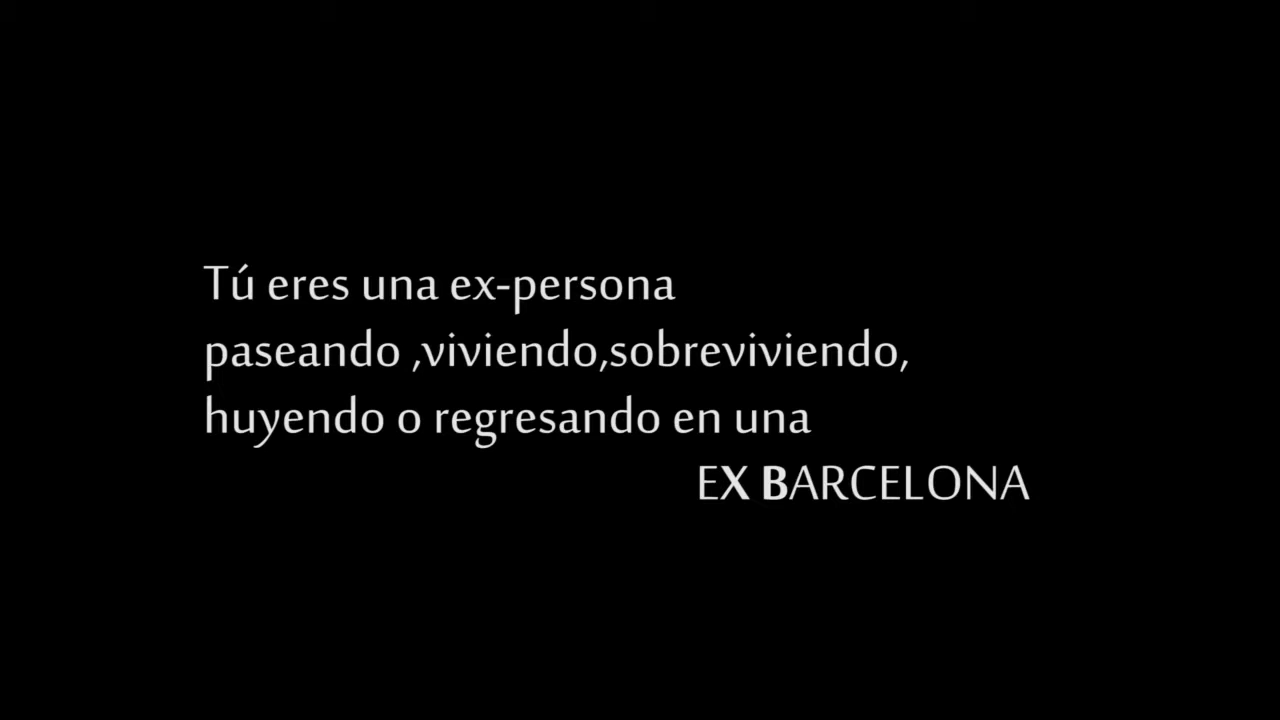 Tú eres una ex-persona
paseando ,viviendo,sobreviviendo,
huyendo o regresando en una
EX BARCELONA